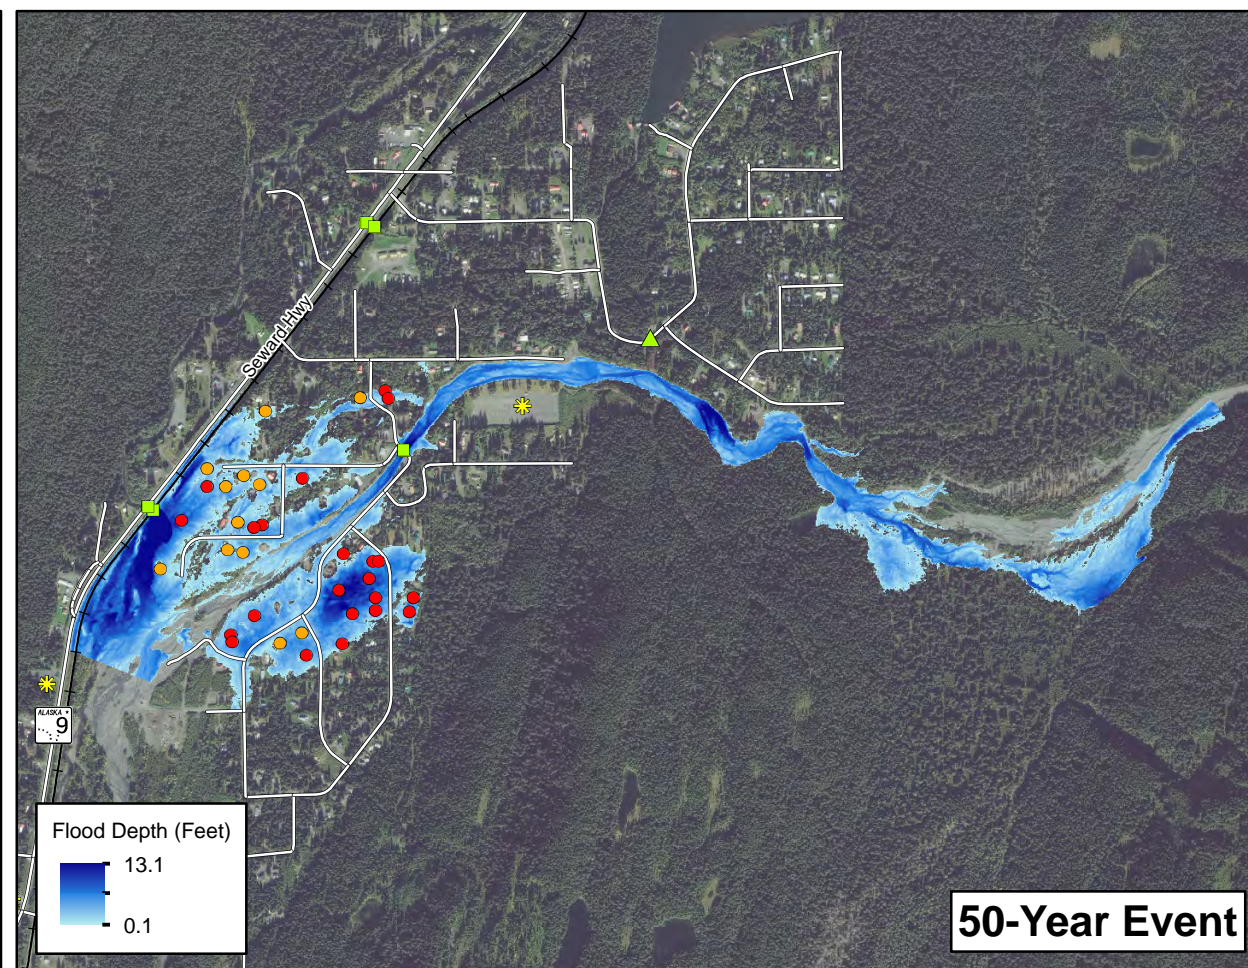 Seward Hwy
ALASKA
9
Flood Depth (Feet)
13.1
0.1
50-Year Event